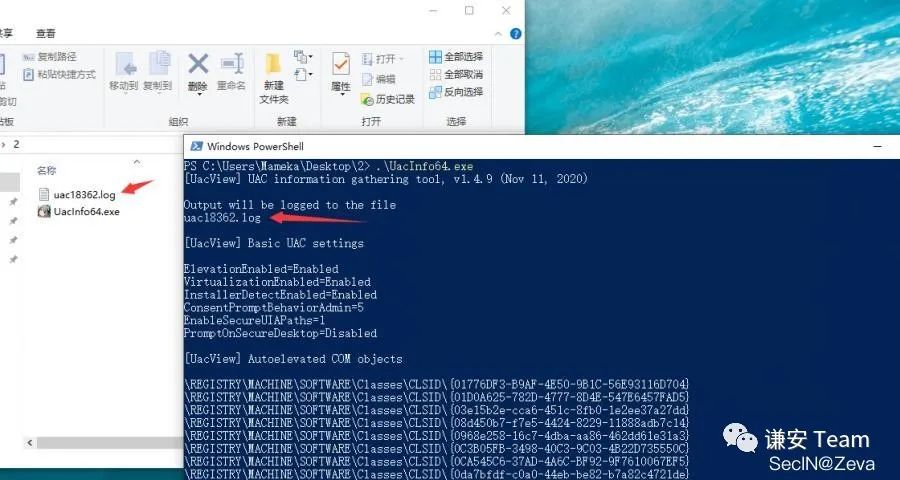 共享 查看
复制路径
粘贴快捷方式
剪切
移动到 复制到 删除 重命名
新建
文件夹
属性
打开
编辑
历史记录
全部选择
全部取消
反向选择
组织 新建 打开 选择
2
名称
uac18362.log
UacInfo64.exe
Windows PowerShell
PS C:\Users\Mameka\Desktop\2> .\UacInfo64.exe
[UacView] UAC information gathering tool, v1.4.9 (Nov 11, 2020)
Output will be logged to the file
uac18362.log
[UacView] Basic UAC settings
ElevationEnabled=Enabled
VirtualizationEnabled=Enabled
InstallerDetectEnabled=Enabled
ConsentPromptBehaviorAdmin=5
EnableSecureUIAPaths=1
PromptOnSecureDesktop=Disabled
[UacView] Autoelevated COM objects
\REGISTRY\MACHINE\SOFTWARE\Classes\CLSID\{01776DF3-B9AF-4E50-9B1C-56E93116D704}
\REGISTRY\MACHINE\SOFTWARE\Classes\CLSID\{01D0A625-782D-4777-8D4E-547E6457FAD5}
\REGISTRY\MACHINE\SOFTWARE\Classes\CLSID\{03e15b2e-cca6-451c-8fb0-1e2ee37a27dd}
\REGISTRY\MACHINE\SOFTWARE\Classes\CLSID\{08d450b7-f7e5-4424-8229-11888adb7c14}
\REGISTRY\MACHINE\SOFTWARE\Classes\CLSID\{0968e258-16c7-4dba-aa86-462dd61e31a3}
\REGISTRY\MACHINE\SOFTWARE\Classes\CLSID\{0C3B05FB-3498-40C3-9C03-4B22D735550C}
\REGISTRY\MACHINE\SOFTWARE\Classes\CLSID\{0CA545C6-37AD-4A6C-BF92-9F7610067EF5}
\REGISTRY\MACHINE\SOFTWARE\Classes\CLSID\{0da7bfdf-c0a0-44eb-be82-b7a82c4721de}
谦安 Team
SecIN@Zeva